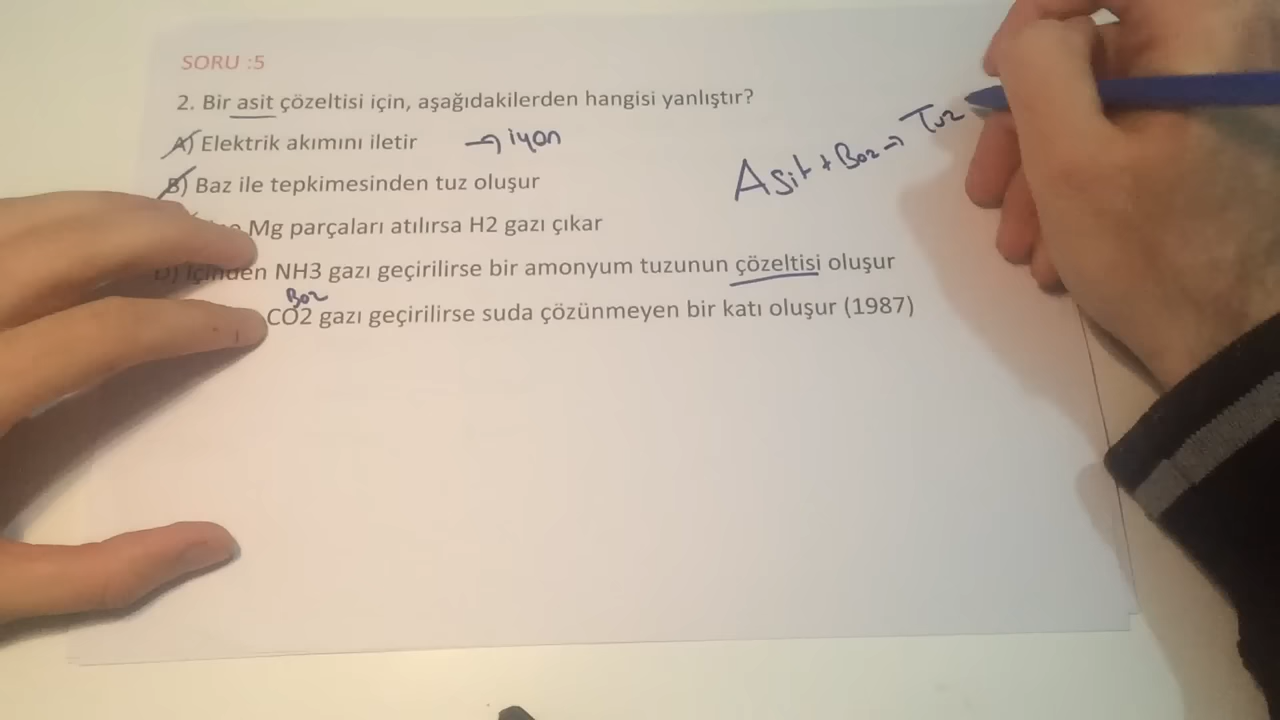 SORU :5
2. Bir asit çözeltisi için, aşağıdakilerden hangisi yanlıştır?
A) Elektrik akımını iletir → iyon
B) Baz ile tepkimesinden tuz oluşur
Asit + Baz → Tuz
Mg parçaları atılırsa H2 gazı çıkar
D) İçinden NH3 gazı geçirilirse bir amonyum tuzunun çözeltisi oluşur
Baz
CO2 gazı geçirilirse suda çözünmeyen bir katı oluşur (1987)